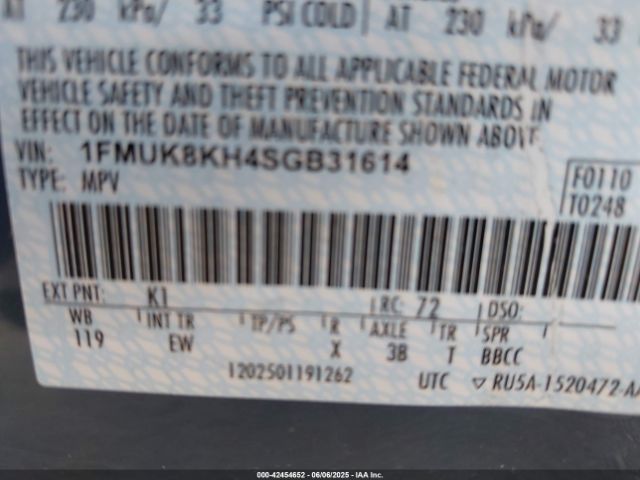 AT 230 kPa/ 33 PSI COLD AT 230 kPa/ 33
THIS VEHICLE CONFORMS TO ALL APPLICABLE FEDERAL MOTOR
VEHICLE SAFETY AND THEFT PREVENTION STANDARDS IN
EFFECT ON THE DATE OF MANUFACTURE SHOWN ABOVE
VIN: 1FMUK8KH4SGB31614
TYPE: MPV
F0110
T0248
EXT PNT: K1 RC: 72 DSO:
WB INT TR TP/PS R AXLE TR SPR
119 EW X 3B T BBCC
1202501191262 UTC ▽ RU5A-1520472-AA
000-42454652 | 06/06/2025 - IAA Inc.